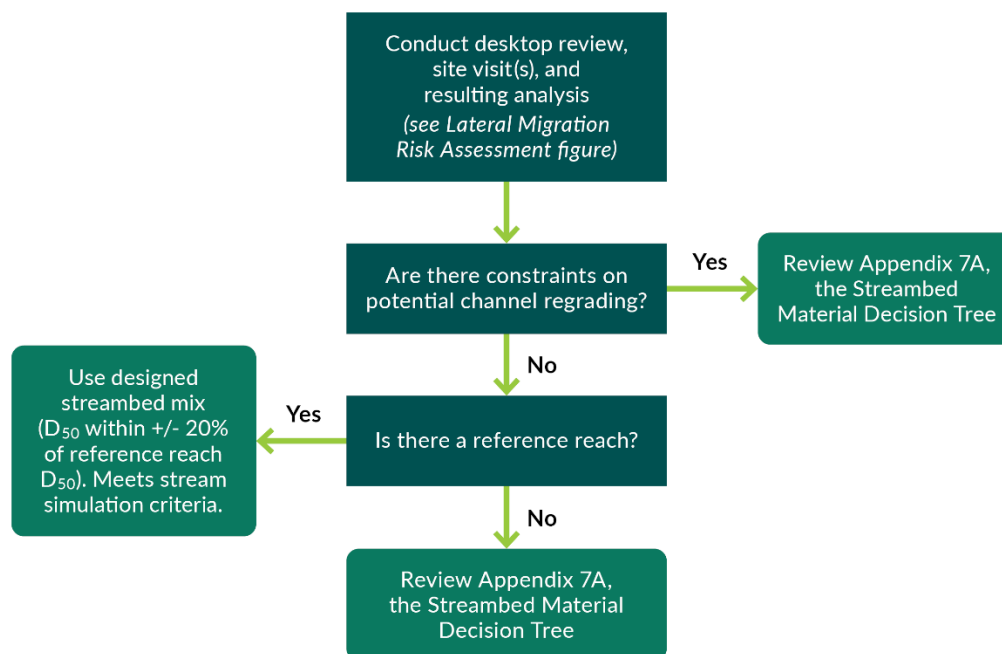 Conduct desktop review,
site visit(s), and
resulting analysis
(see Lateral Migration
Risk Assessment figure)
Are there constraints on
potential channel regrading?
Yes
Review Appendix 7A,
the Streambed
Material Decision Tree
No
Is there a reference reach?
Yes
Use designed
streambed mix
(D₅₀ within +/- 20%
of reference reach
D₅₀). Meets stream
simulation criteria.
No
Review Appendix 7A,
the Streambed Material
Decision Tree